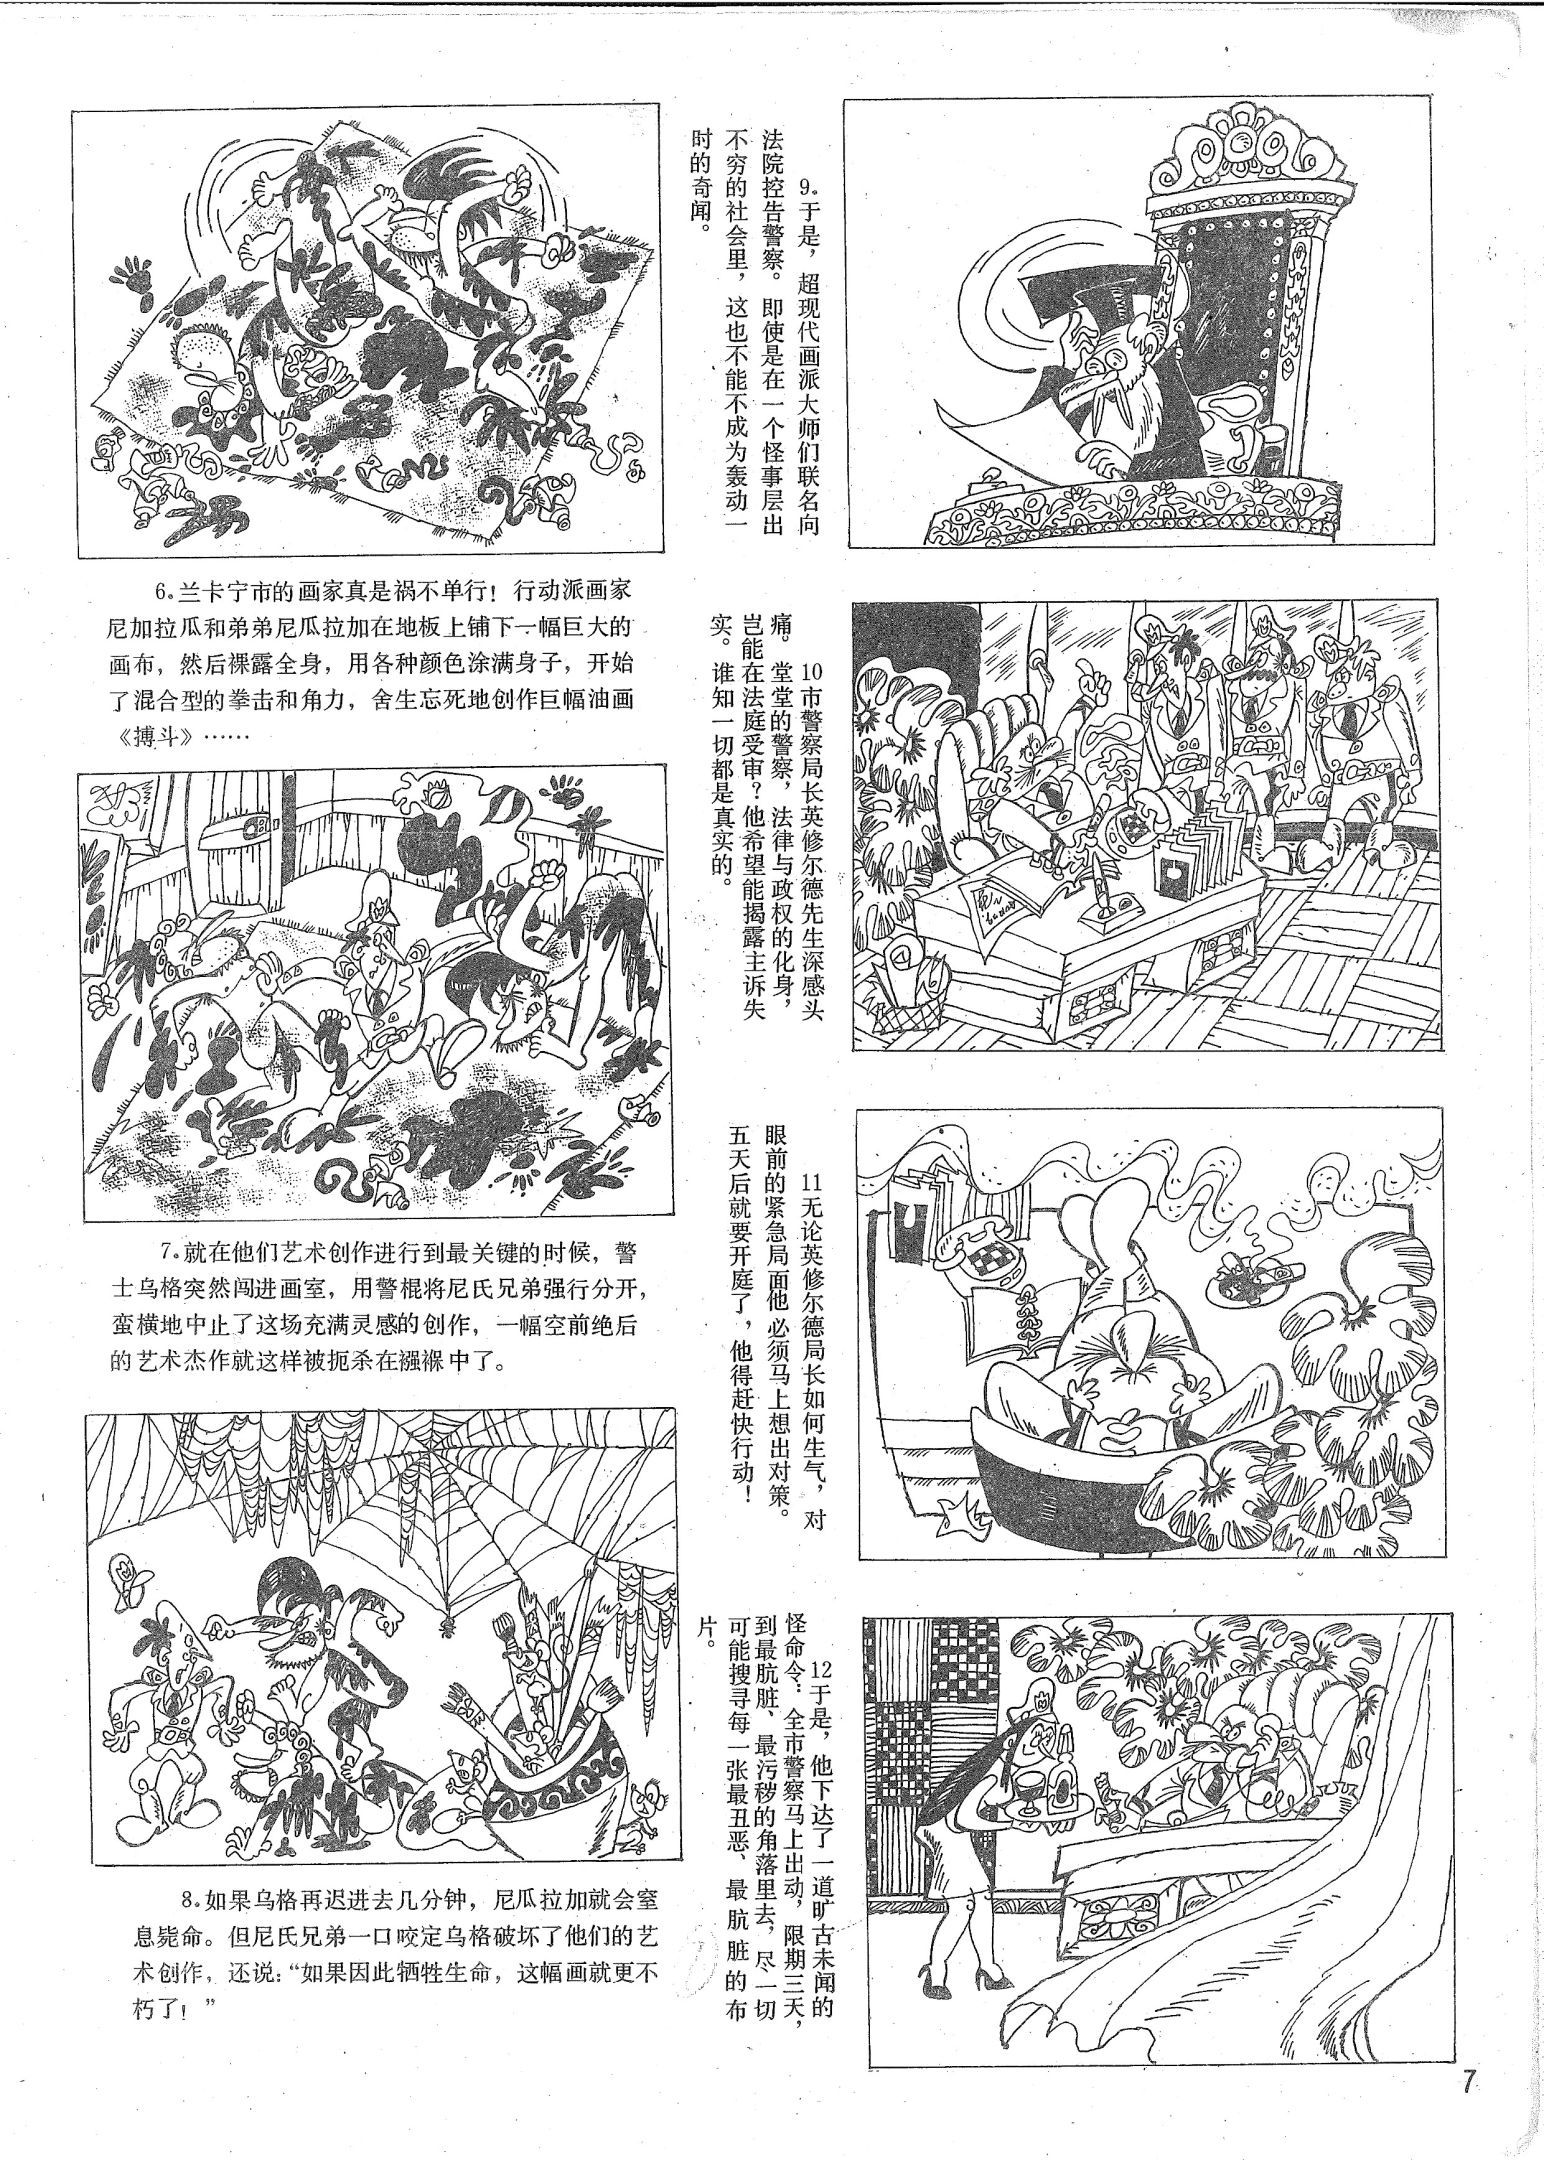 6。兰卡宁市的画家真是祸不单行！行动派画家
尼加拉瓜和弟弟尼瓜拉加在地板上铺下一幅巨大的
画布，然后裸露全身，用各种颜色涂满身子，开始
了混合型的拳击和角力，舍生忘死地创作巨幅油画
《搏斗》……
7。就在他们艺术创作进行到最关键的时候，警
士乌格突然闯进画室，用警棍将尼氏兄弟强行分开，
蛮横地中止了这场充满灵感的创作，一幅空前绝后
的艺术杰作就这样被扼杀在襁褓中了。
8。如果乌格再迟进去几分钟，尼瓜拉加就会窒
息毙命。但尼氏兄弟一口咬定乌格破坏了他们的艺
术创作，还说：“如果因此牺牲生命，这幅画就更不
朽了！”
9。于是，超现代画派大师们联名向
法院控告警察。即使是在一个怪事层出
不穷的社会里，这也不能不成为轰动一
时的奇闻。
10市警察局长英修尔德先生深感头
痛。堂堂的警察，法律与政权的化身，
岂能在法庭受审？他希望能揭露主诉失
实。谁知一切都是真实的。
11无论英修尔德局长如何生气，对
眼前的紧急局面他必须马上想出对策。
五天后就要开庭了，他得赶快行动！
12于是，他下达了一道旷古未闻的
怪命令：全市警察马上出动，限期三天，
到最肮脏、最污秽的角落里去，尽一切
可能搜寻每一张最丑恶、最肮脏的布
片。
7